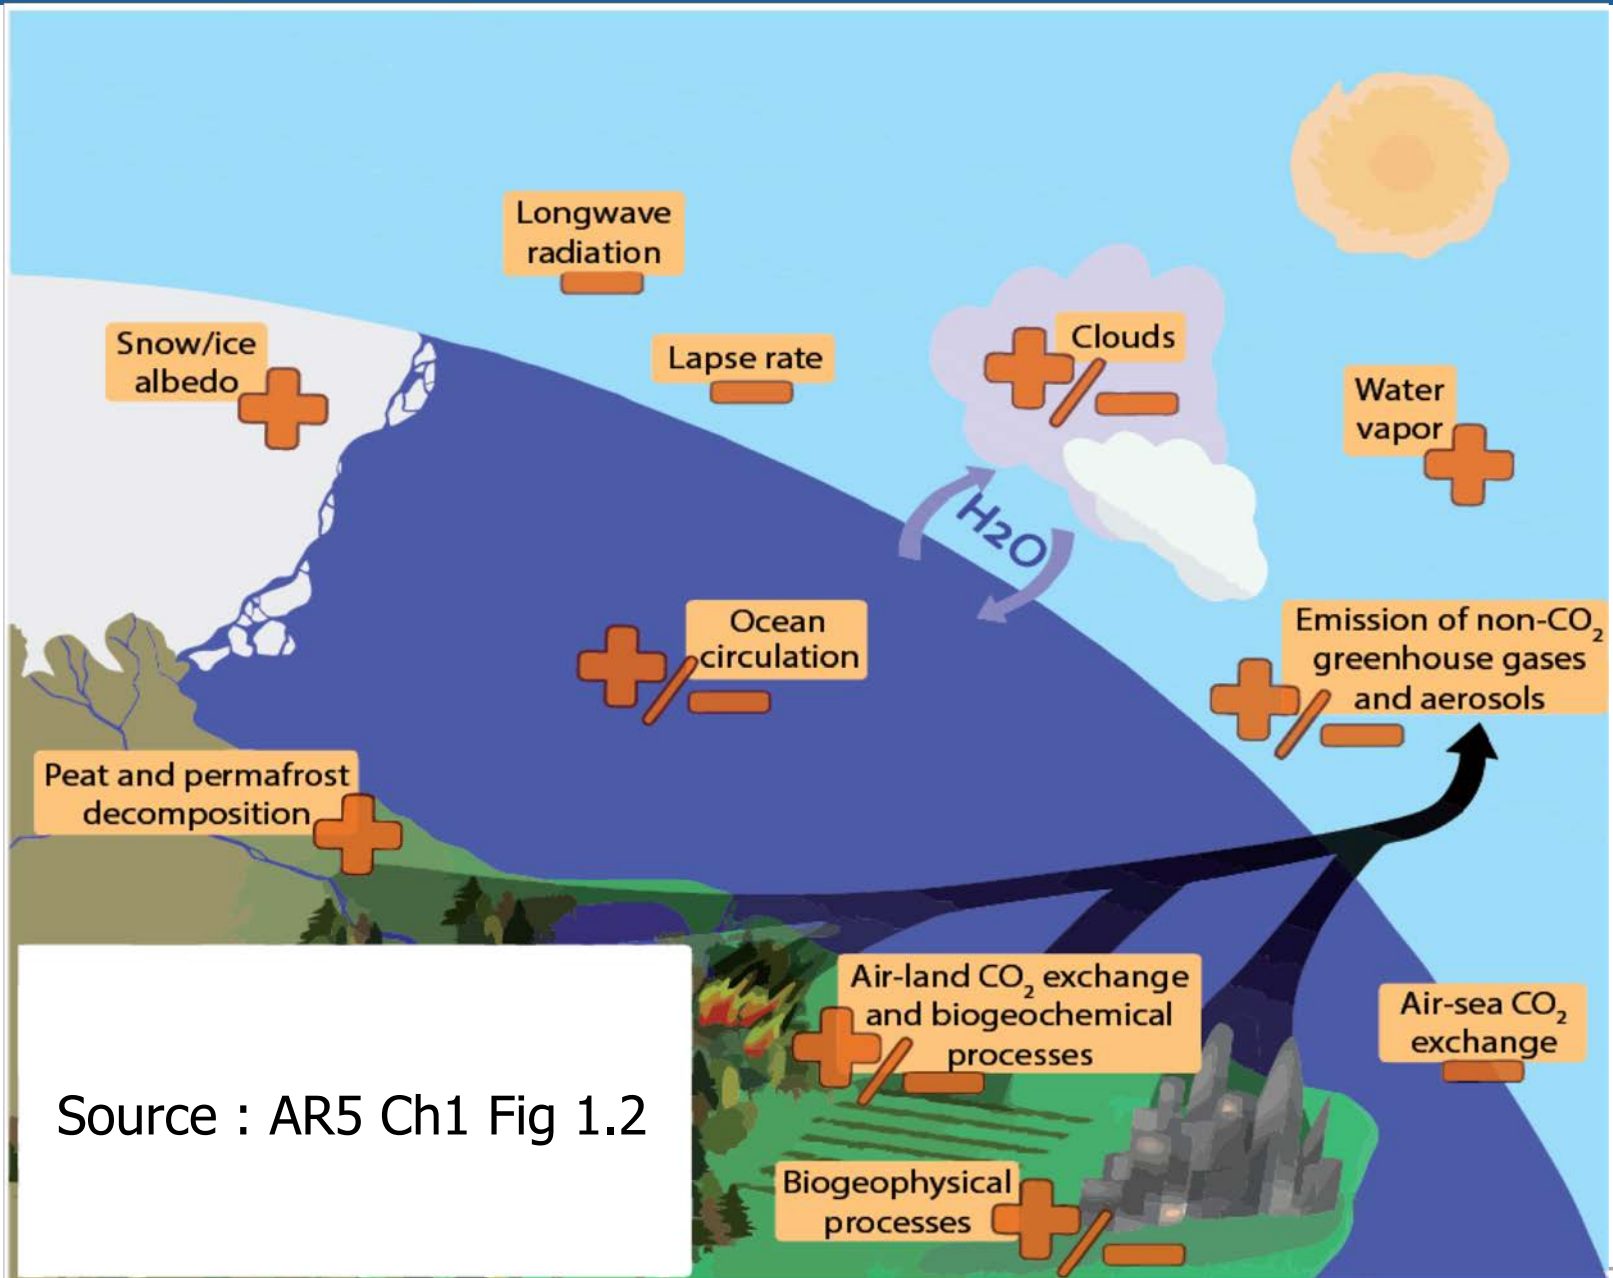 Longwave
radiation
Snow/ice
albedo
Lapse rate
Clouds
Water
vapor
H2O
Ocean
circulation
Emission of non-CO₂
greenhouse gases
and aerosols
Peat and permafrost
decomposition
Air-land CO₂ exchange
and biogeochemical
processes
Air-sea CO₂
exchange
Source : AR5 Ch1 Fig 1.2
Biogeophysical
processes